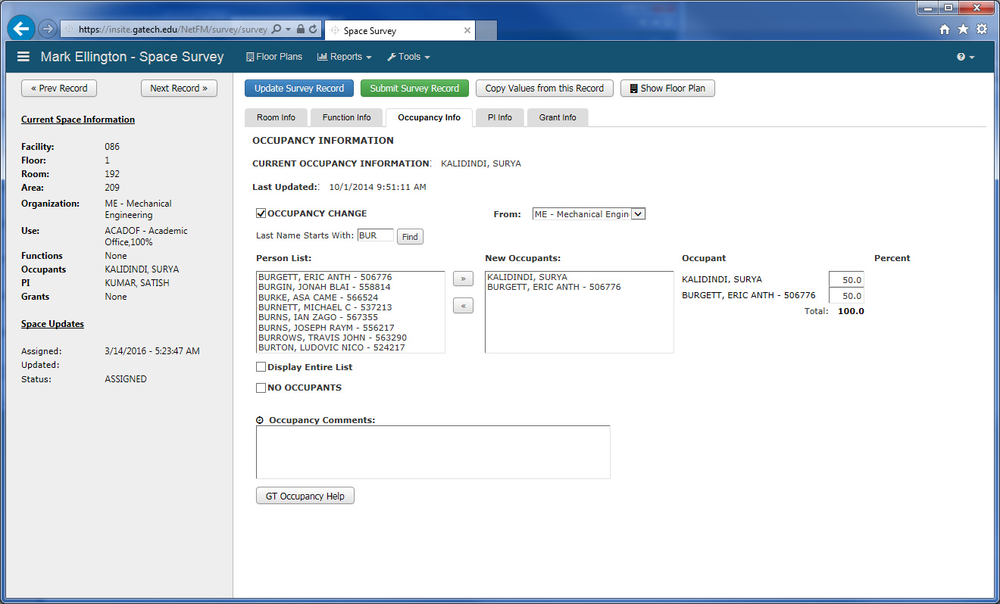 https://insite.gatech.edu/NetFM/survey/survey
Space Survey
Mark Ellington - Space Survey
Floor Plans
Reports
Tools
« Prev Record
Next Record »
Current Space Information
Facility: 086
Floor: 1
Room: 192
Area: 209
Organization: ME - Mechanical
Engineering
Use: ACADOF - Academic
Office,100%
Functions None
Occupants KALIDINDI, SURYA
PI KUMAR, SATISH
Grants None
Space Updates
Assigned: 3/14/2016 - 5:23:47 AM
Updated:
Status: ASSIGNED
Update Survey Record
Submit Survey Record
Copy Values from this Record
Show Floor Plan
Room Info
Function Info
Occupancy Info
PI Info
Grant Info
OCCUPANCY INFORMATION
CURRENT OCCUPANCY INFORMATION: KALIDINDI, SURYA
Last Updated:: 10/1/2014 9:51:11 AM
OCCUPANCY CHANGE
From: ME - Mechanical Engin
Last Name Starts With: BUR Find
Person List:
BURGETT, ERIC ANTH - 506776
BURGIN, JONAH BLAI - 558814
BURKE, ASA CAME - 566524
BURNETT, MICHAEL C - 537213
BURNS, IAN ZAGO - 567355
BURNS, JOSEPH RAYM - 556217
BURROWS, TRAVIS JOHN - 563290
BURTON, LUDOVIC NICO - 524217
»
«
New Occupants:
KALIDINDI, SURYA
BURGETT, ERIC ANTH - 506776
Occupant Percent
KALIDINDI, SURYA 50.0
BURGETT, ERIC ANTH - 506776 50.0
Total: 100.0
Display Entire List
NO OCCUPANTS
Occupancy Comments:
GT Occupancy Help